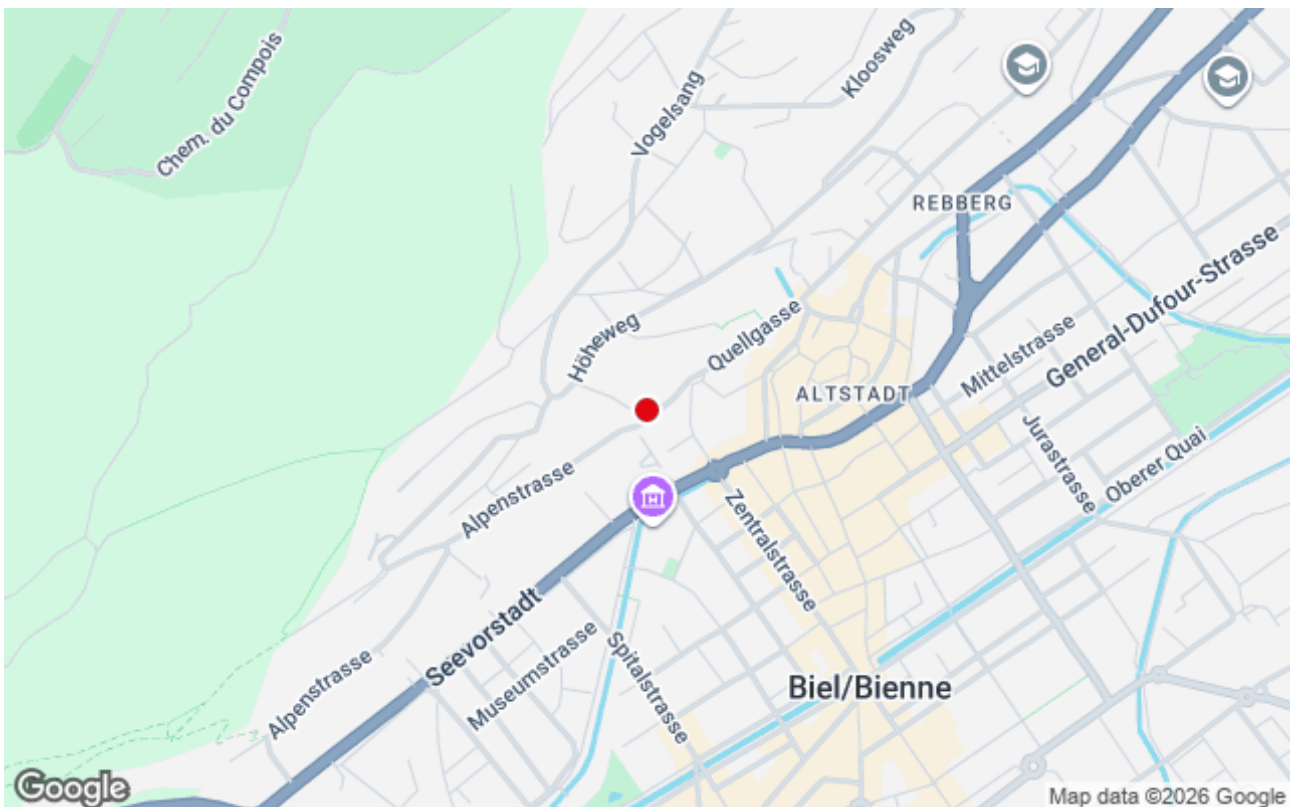 Chem. du Compois
Vogelsang
Kloosweg
REBBERG
Höheweg
Quellgasse
General-Dufour-Strasse
Mittelstrasse
ALTSTADT
Jurastrasse
Oberer Quai
Alpenstrasse
Zentralstrasse
Seevorstadt
Museumstrasse
Spitalstrasse
Alpenstrasse
Biel/Bienne
H
Google
Map data ©2026 Google